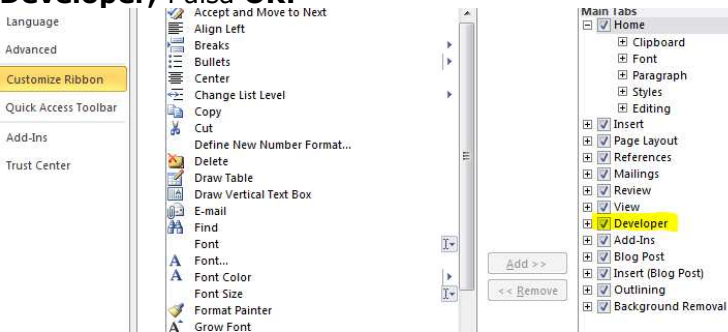 Developer, Pulsa OK.
Language
Advanced
Customize Ribbon
Quick Access Toolbar
Add-Ins
Trust Center
Accept and Move to Next
Align Left
Breaks
Bullets
Center
Change List Level
Copy
Cut
Define New Number Format...
Delete
Draw Table
Draw Vertical Text Box
E-mail
Find
Font
Font...
Font Color
Font Size
Format Painter
Grow Font
Add >>
<< Remove
Main Tabs
Home
Clipboard
Font
Paragraph
Styles
Editing
Insert
Page Layout
References
Mailings
Review
View
Developer
Add-Ins
Blog Post
Insert (Blog Post)
Outlining
Background Removal